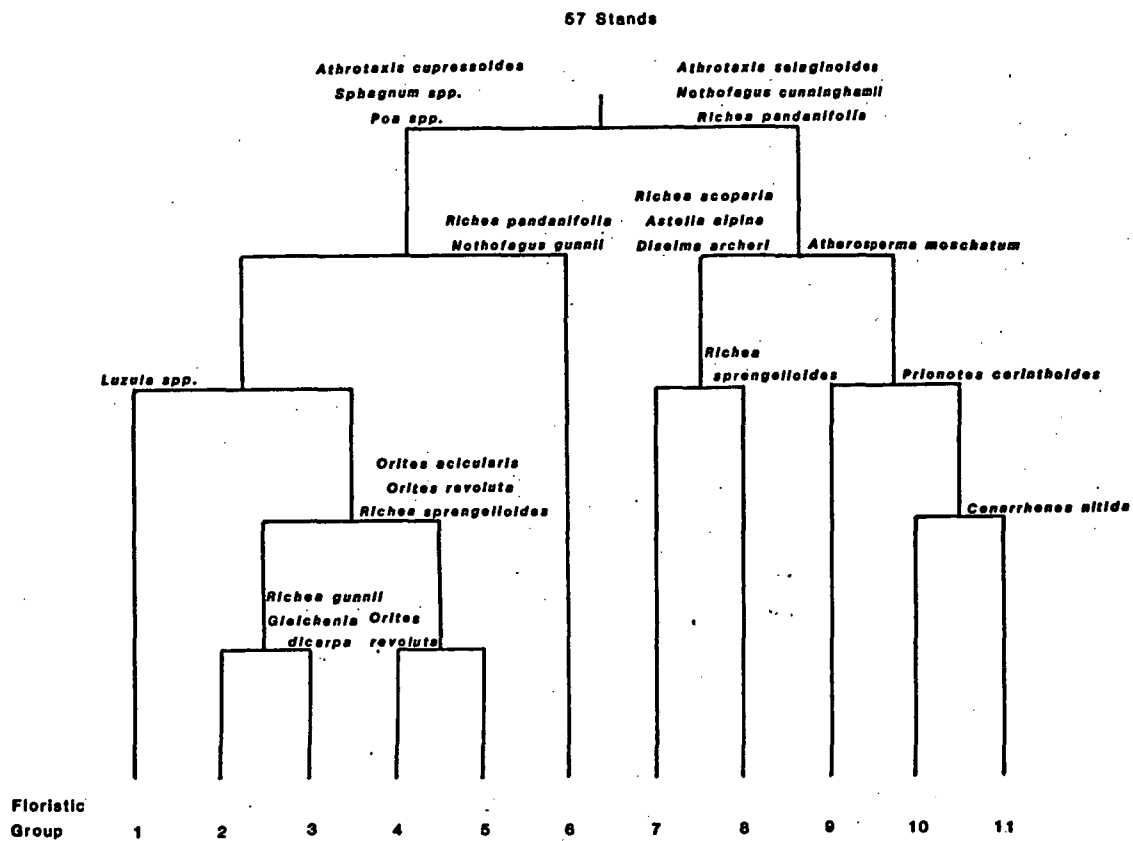 57 Stands
Athrotaxis cupressoides
Sphagnum spp.
Poa spp.
Athrotaxis selaginoides
Nothofagus cunninghamii
Richea pandanifolia
Richea pandanifolia
Nothofagus gunnii
Richea scoparia
Astelia alpina
Diselma archeri
Atherosperma moschatum
Luzula spp.
Richea
sprengelioides
Prionotes cerinthoides
Orites acicularis
Orites revoluta
Richea sprengelioides
Cenarrhenes nitida
Richea gunnii
Gleichenia
dicarpa
Orites
revoluta
Floristic
Group 1 2 3 4 5 6 7 8 9 10 11